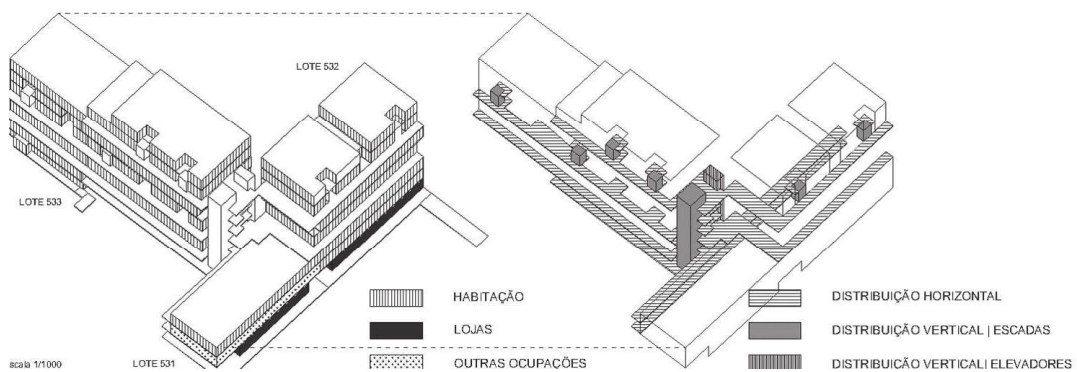 LOTE 532
LOTE 533
HABITAÇÃO
DISTRIBUIÇÃO HORIZONTAL
LOJAS
DISTRIBUIÇÃO VERTICAL | ESCADAS
scala 1/1000
LOTE 531
OUTRAS OCUPAÇÕES
DISTRIBUIÇÃO VERTICAL| ELEVADORES